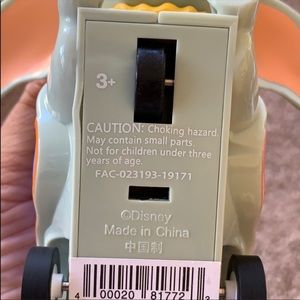 3+
CAUTION: Choking hazard.
May contain small parts.
Not for children under three
years of age.
FAC-023193-19171
©Disney
Made in China
中国制
4 00020 81772 2